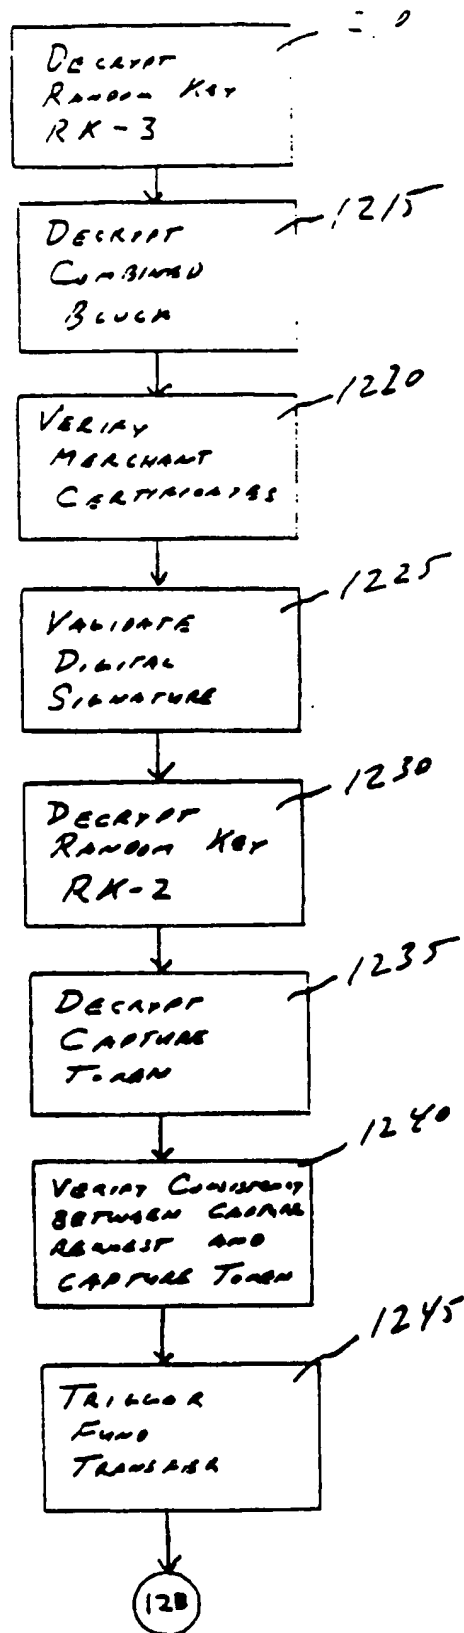 DECRYPT
RANDOM KEY
RK-3
1215
DECRYPT
COMBINED
BLOCK
1220
VERIFY
MERCHANT
CERTIFICATES
1225
VALIDATE
DIGITAL
SIGNATURE
1230
DECRYPT
RANDOM KEY
RK-2
1235
DECRYPT
CAPTURE
TOKEN
1240
VERIFY CONSISTENCY
BETWEEN CAPTURE
REQUEST AND
CAPTURE TOKEN
1245
TRIGGER
FUND
TRANSFER
12B